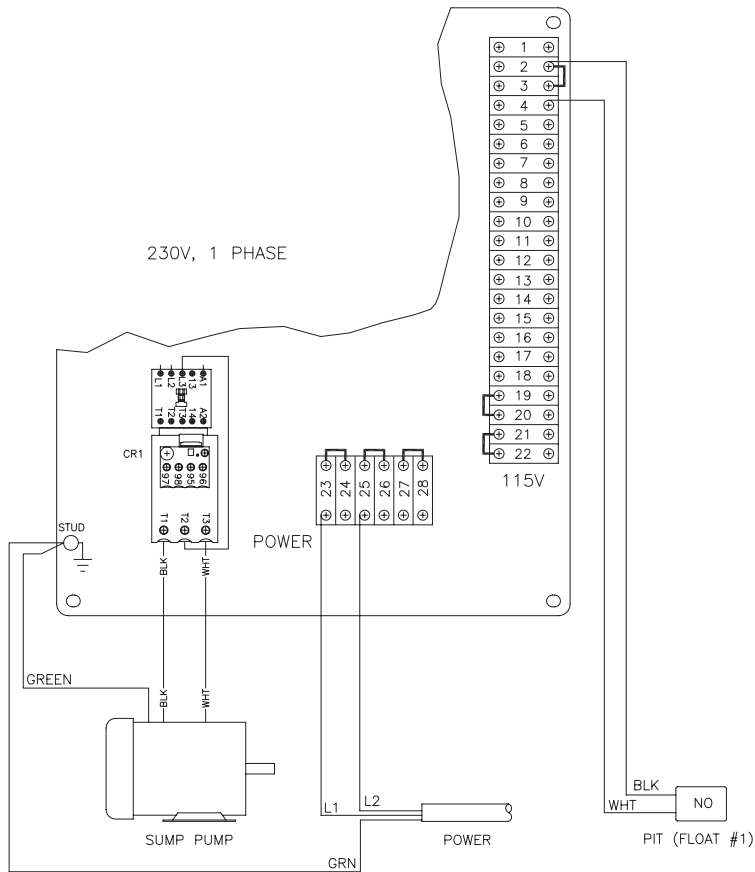 1
2
3
4
5
6
7
8
9
10
11
12
13
14
15
16
17
18
19
20
21
22
115V
230V, 1 PHASE
L1 L2 L3 13 A1
T1 T2 T3 14 A2
CR1
97 98 95 96
T1 T2 T3
23 24 25 26 27 28
POWER
STUD
BLK
WHT
GREEN
BLK
WHT
SUMP PUMP
L1
L2
POWER
GRN
BLK
WHT
NO
PIT (FLOAT #1)